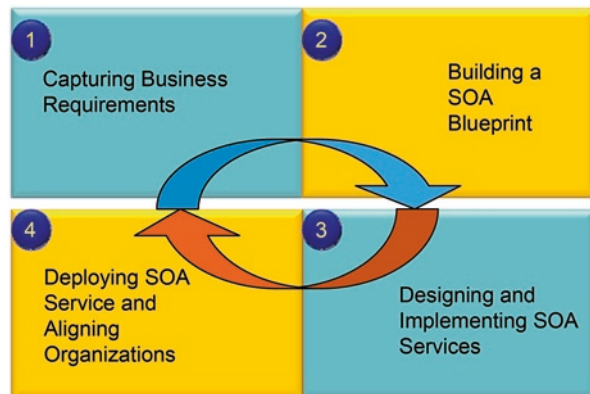 1
Capturing Business
Requirements
2
Building a
SOA
Blueprint
4
Deploying SOA
Service and
Aligning
Organizations
3
Designing and
Implementing SOA
Services